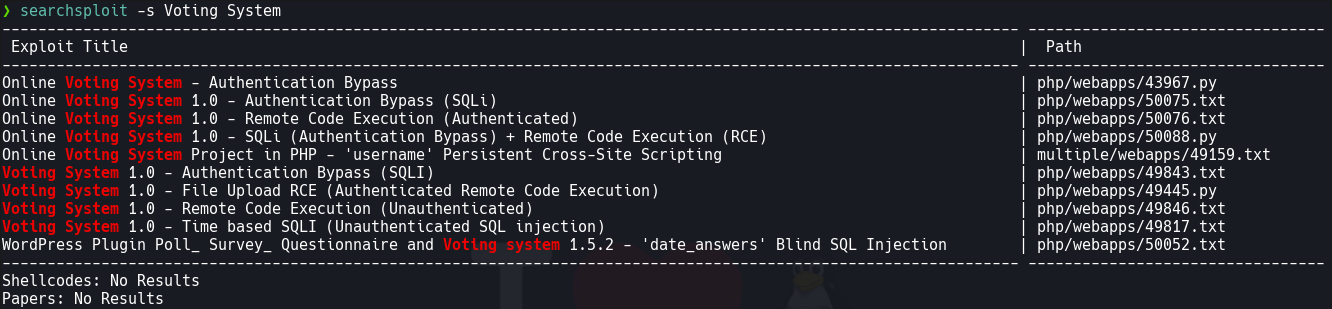 ❯ searchsploit -s Voting System
--------------------------------------------------------------------------------------------------------------- ---------------------------------
Exploit Title | Path
--------------------------------------------------------------------------------------------------------------- ---------------------------------
Online Voting System - Authentication Bypass | php/webapps/43967.py
Online Voting System 1.0 - Authentication Bypass (SQLi) | php/webapps/50075.txt
Online Voting System 1.0 - Remote Code Execution (Authenticated) | php/webapps/50076.txt
Online Voting System 1.0 - SQLi (Authentication Bypass) + Remote Code Execution (RCE) | php/webapps/50088.py
Online Voting System Project in PHP - 'username' Persistent Cross-Site Scripting | multiple/webapps/49159.txt
Voting System 1.0 - Authentication Bypass (SQLI) | php/webapps/49843.txt
Voting System 1.0 - File Upload RCE (Authenticated Remote Code Execution) | php/webapps/49445.py
Voting System 1.0 - Remote Code Execution (Unauthenticated) | php/webapps/49846.txt
Voting System 1.0 - Time based SQLI (Unauthenticated SQL injection) | php/webapps/49817.txt
WordPress Plugin Poll_ Survey_ Questionnaire and Voting system 1.5.2 - 'date_answers' Blind SQL Injection | php/webapps/50052.txt
--------------------------------------------------------------------------------------------------------------- ---------------------------------
Shellcodes: No Results
Papers: No Results